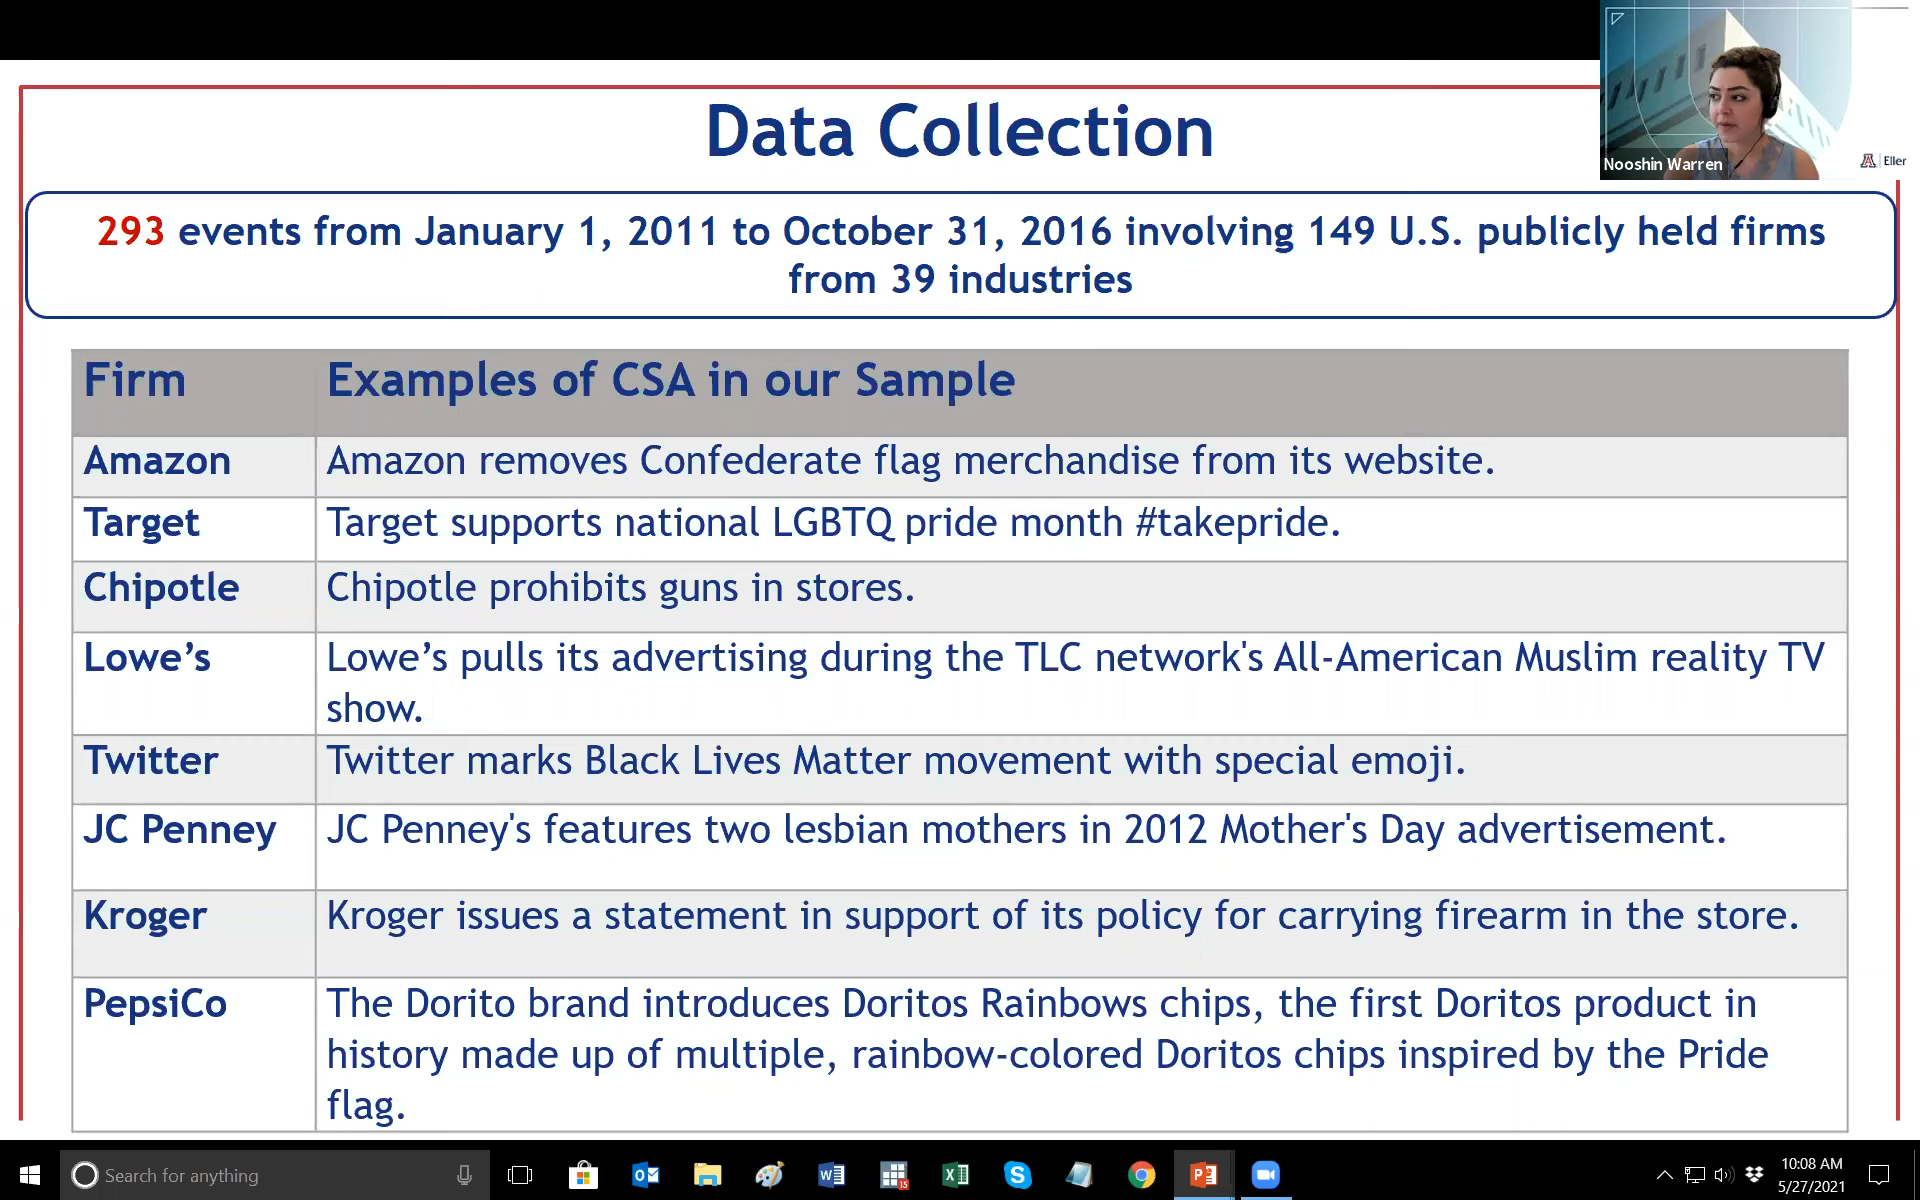 Data Collection
Nooshin Warren
Eller
293 events from January 1, 2011 to October 31, 2016 involving 149 U.S. publicly held firms
from 39 industries
Firm Examples of CSA in our Sample
Amazon Amazon removes Confederate flag merchandise from its website.
Target Target supports national LGBTQ pride month #takepride.
Chipotle Chipotle prohibits guns in stores.
Lowe’s Lowe’s pulls its advertising during the TLC network's All-American Muslim reality TV
show.
Twitter Twitter marks Black Lives Matter movement with special emoji.
JC Penney JC Penney's features two lesbian mothers in 2012 Mother's Day advertisement.
Kroger Kroger issues a statement in support of its policy for carrying firearm in the store.
PepsiCo The Dorito brand introduces Doritos Rainbows chips, the first Doritos product in
history made up of multiple, rainbow-colored Doritos chips inspired by the Pride
flag.
Search for anything
10:08 AM
5/27/2021